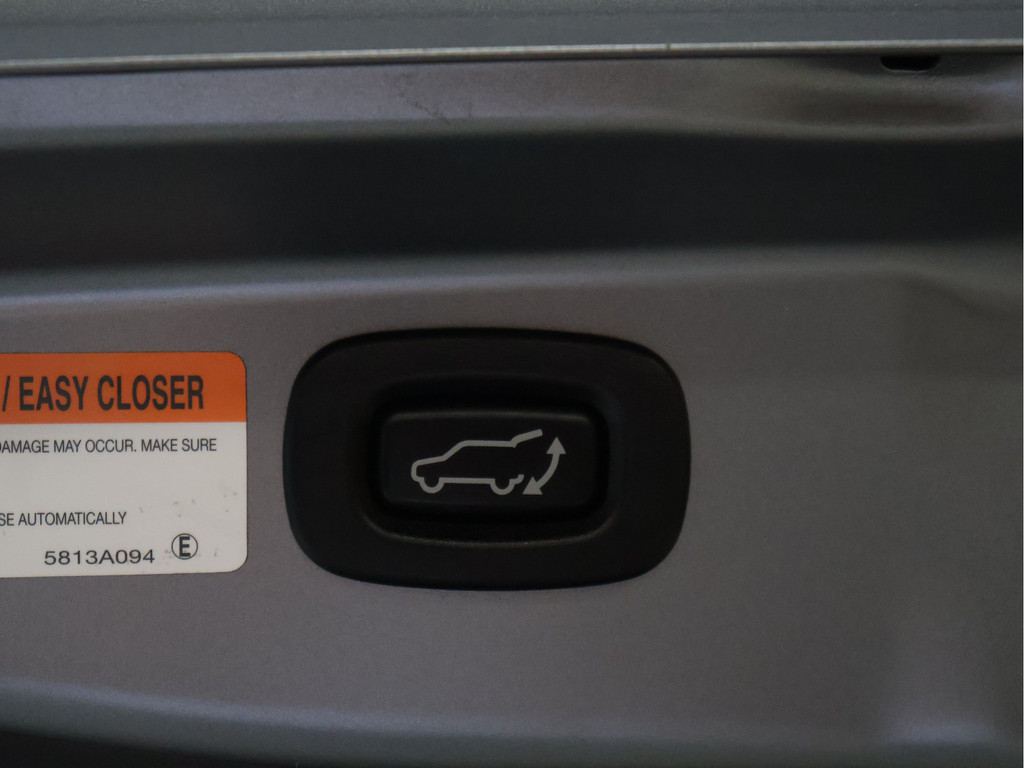 / EASY CLOSER
DAMAGE MAY OCCUR. MAKE SURE
SE AUTOMATICALLY
5813A094 E